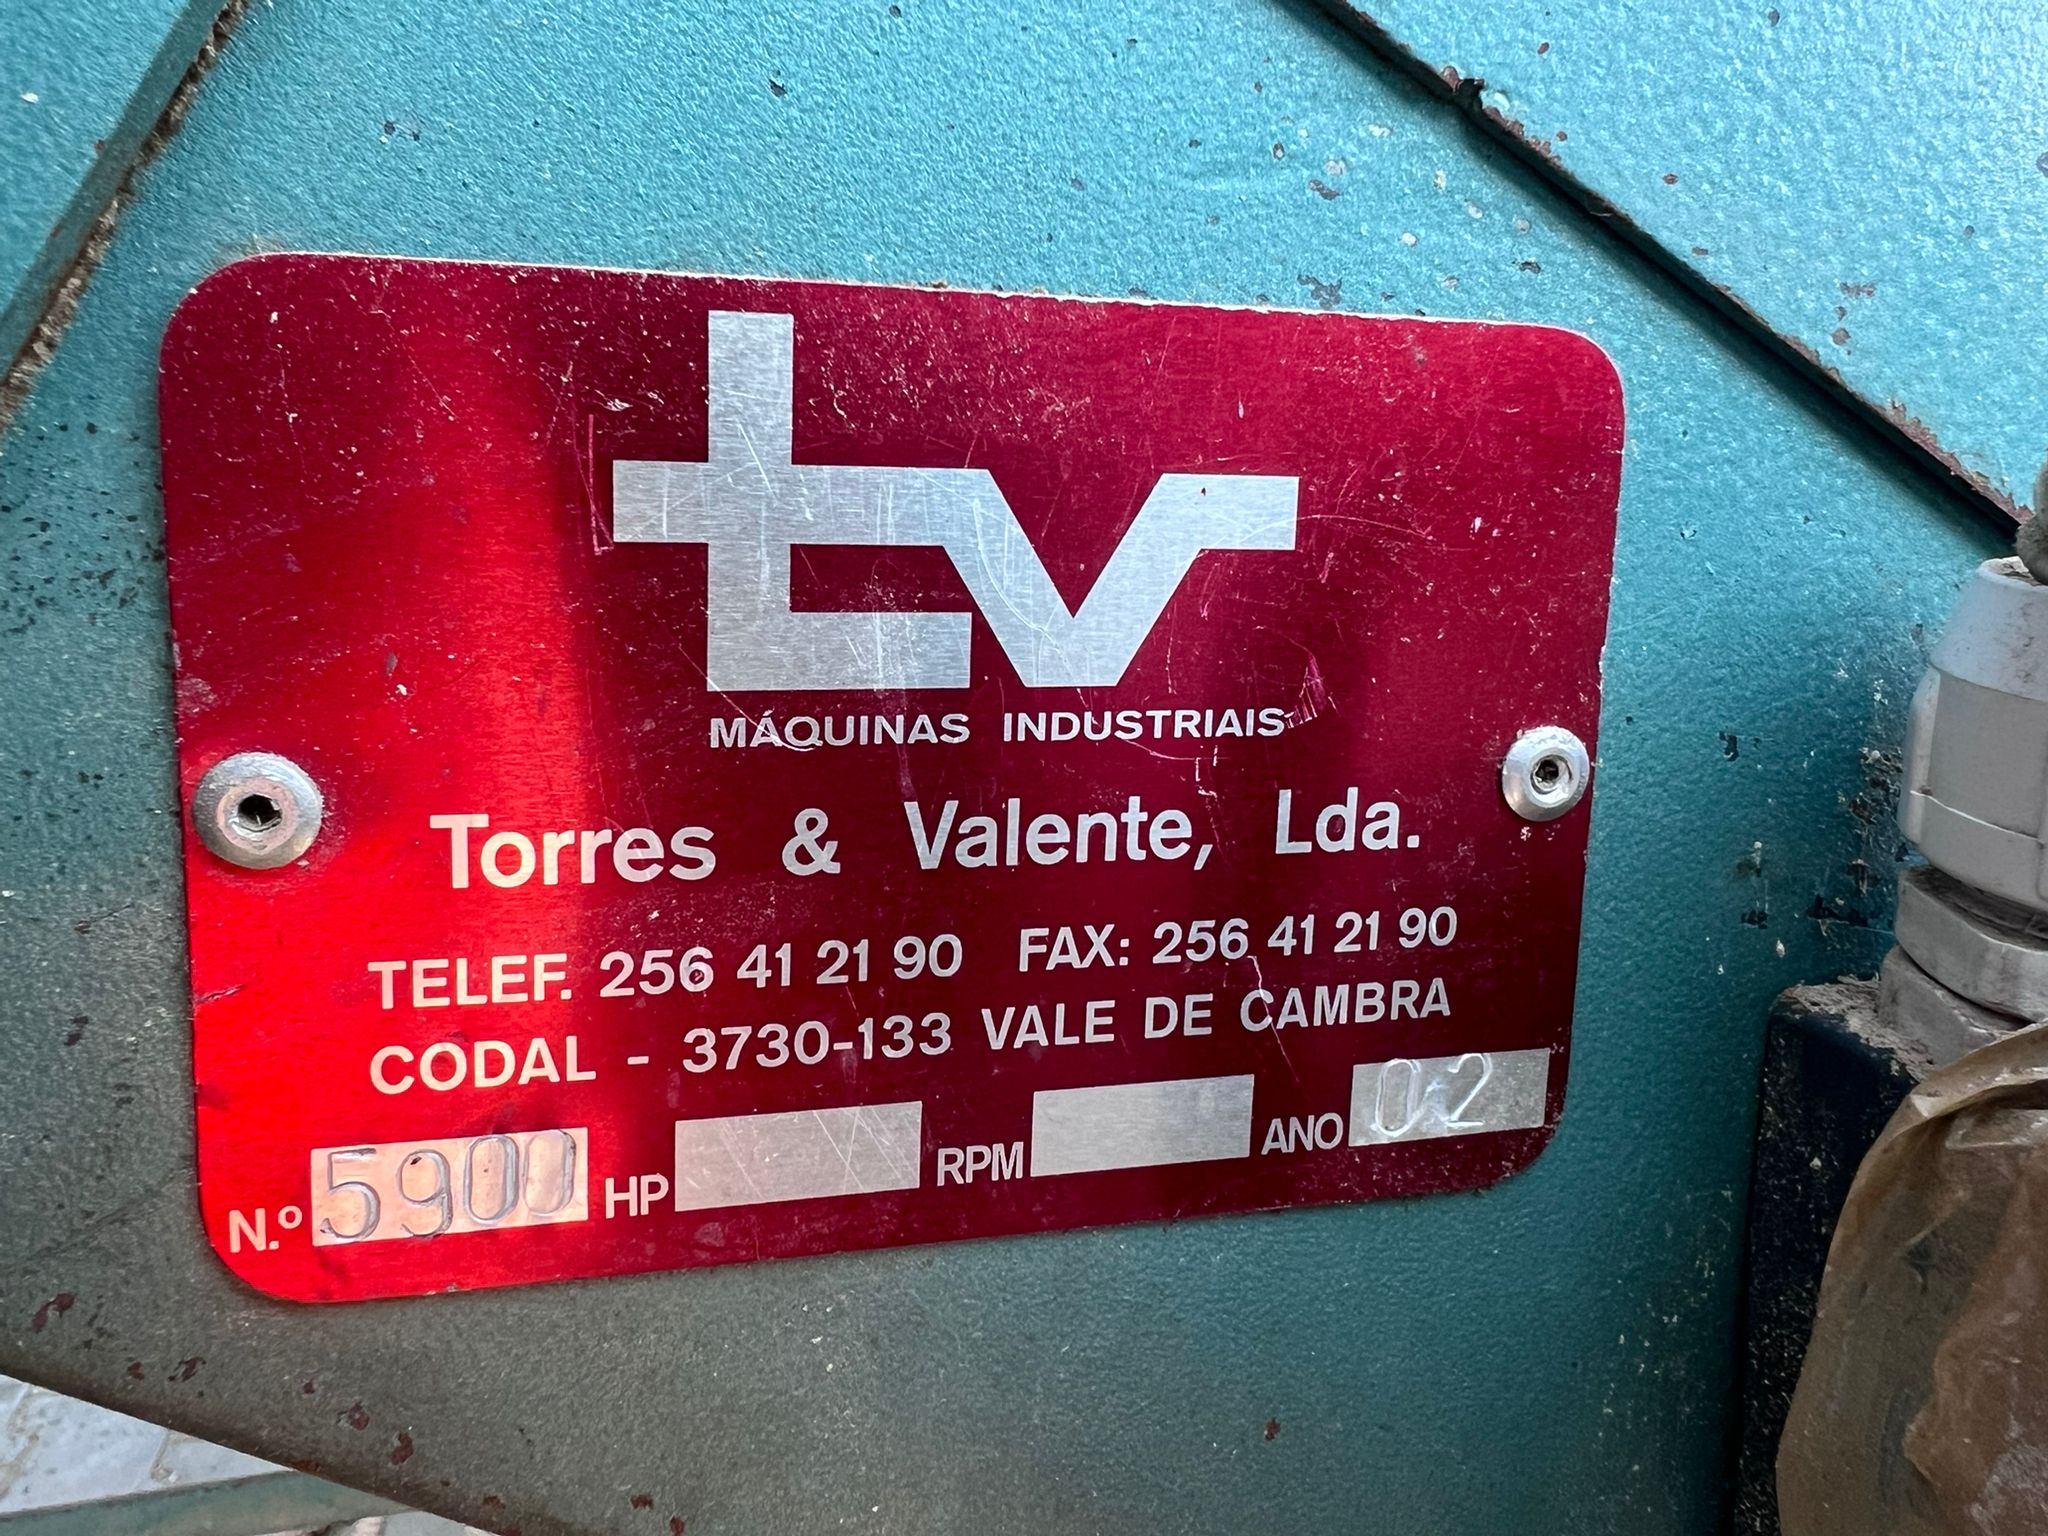 tv
MÁQUINAS INDUSTRIAIS
Torres & Valente, Lda.
TELEF. 256 41 21 90 FAX: 256 41 21 90
CODAL - 3730-133 VALE DE CAMBRA
N.º 5900 HP RPM ANO 02